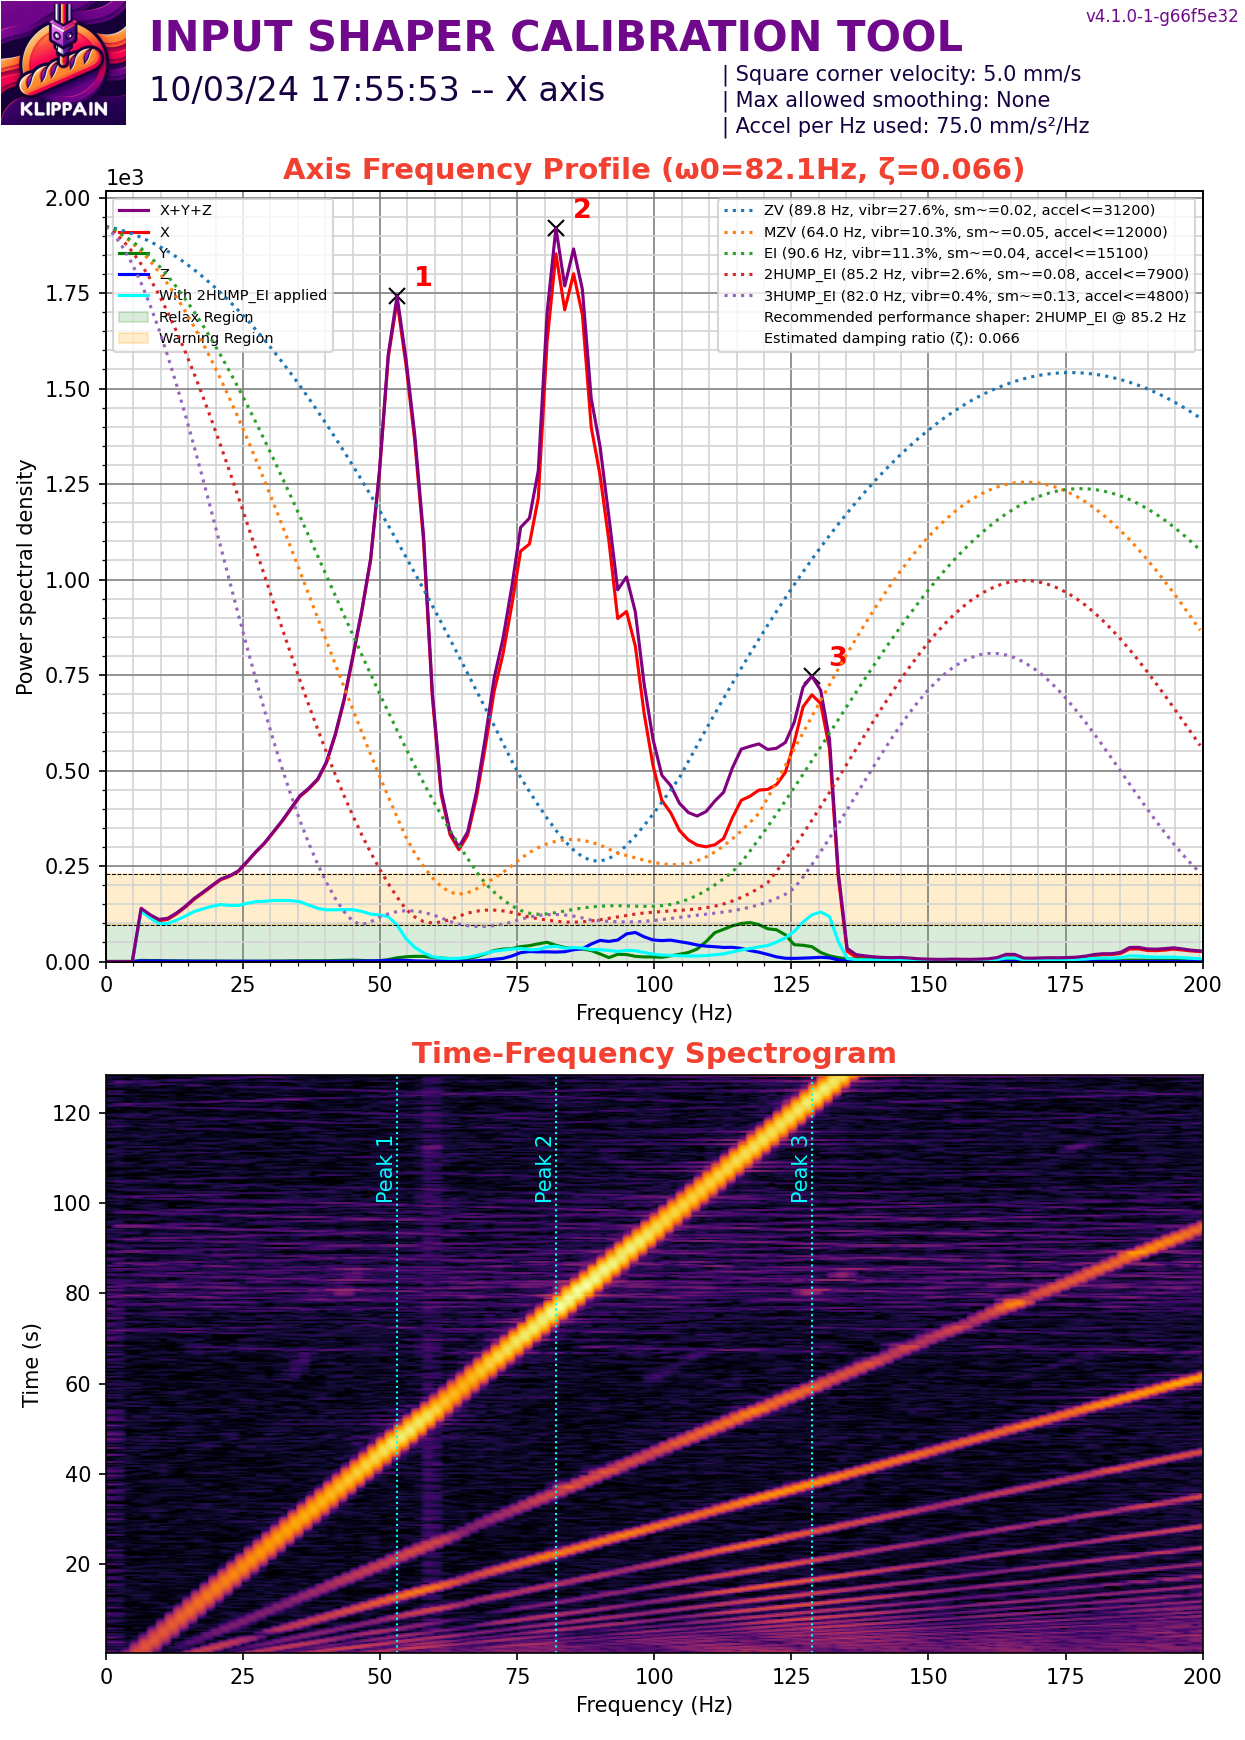 v4.1.0-1-g66f5e32
INPUT SHAPER CALIBRATION TOOL
10/03/24 17:55:53 -- X axis
| Square corner velocity: 5.0 mm/s
| Max allowed smoothing: None
| Accel per Hz used: 75.0 mm/s²/Hz
KLIPPAIN
Axis Frequency Profile (ω0=82.1Hz, ζ=0.066)
1e3
2.00
1.75
1.50
1.25
1.00
0.75
0.50
0.25
0.00
Power spectral density
X+Y+Z
X
Y
Z
With 2HUMP_EI applied
Relax Region
Warning Region
ZV (89.8 Hz, vibr=27.6%, sm~=0.02, accel<=31200)
MZV (64.0 Hz, vibr=10.3%, sm~=0.05, accel<=12000)
EI (90.6 Hz, vibr=11.3%, sm~=0.04, accel<=15100)
2HUMP_EI (85.2 Hz, vibr=2.6%, sm~=0.08, accel<=7900)
3HUMP_EI (82.0 Hz, vibr=0.4%, sm~=0.13, accel<=4800)
Recommended performance shaper: 2HUMP_EI @ 85.2 Hz
Estimated damping ratio (ζ): 0.066
1
2
3
0 25 50 75 100 125 150 175 200
Frequency (Hz)
Time-Frequency Spectrogram
120
100
80
60
40
20
Time (s)
Peak 1
Peak 2
Peak 3
0 25 50 75 100 125 150 175 200
Frequency (Hz)